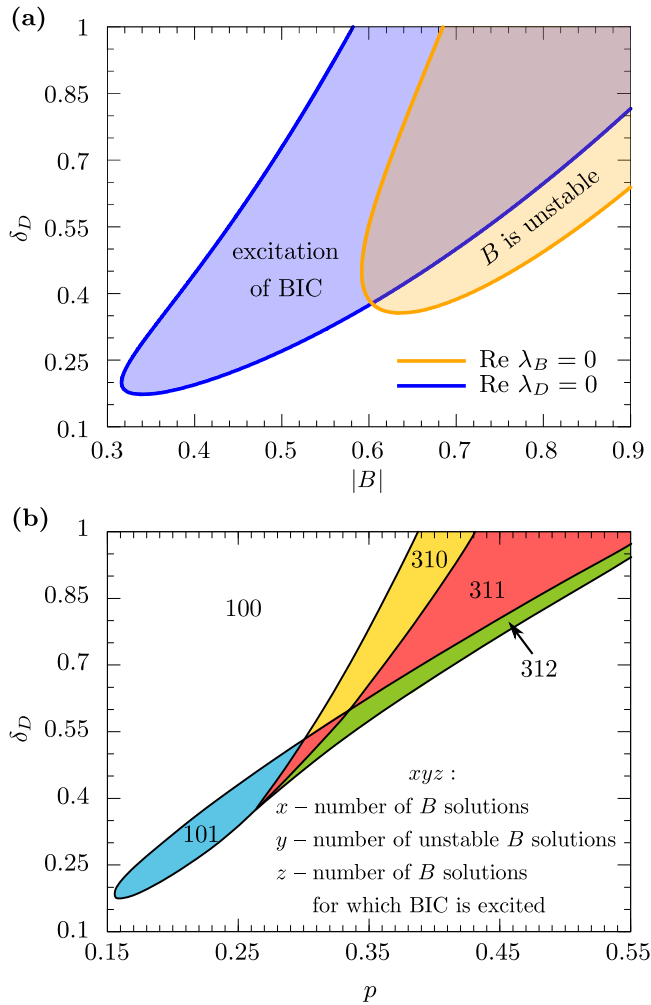 (a)
1
0.85
0.7
0.55
0.4
0.25
0.1
δ_D
excitation
of BIC
B is unstable
Re λ_B = 0
Re λ_D = 0
0.3 0.4 0.5 0.6 0.7 0.8 0.9
|B|
(b)
1
0.85
0.7
0.55
0.4
0.25
0.1
δ_D
310
100
311
312
101
xyz :
x – number of B solutions
y – number of unstable B solutions
z – number of B solutions
for which BIC is excited
0.15 0.25 0.35 0.45 0.55
p